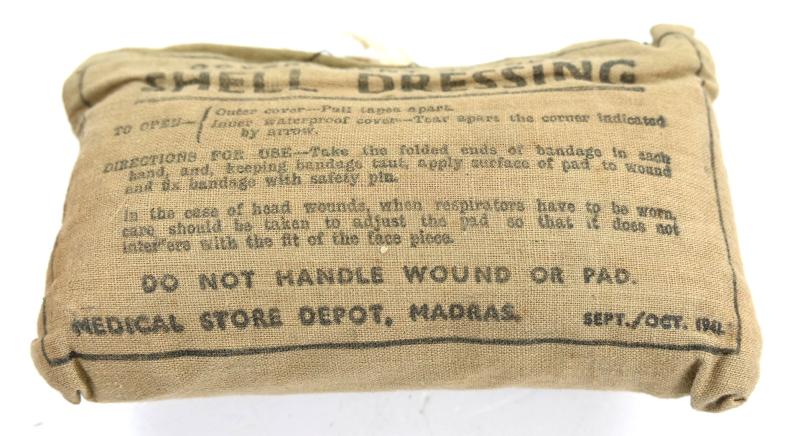 SHELL DRESSING
TO OPEN— Outer cover—Pull tapes apart.
Inner waterproof cover—Tear apart the corner indicated
by arrow.
DIRECTIONS FOR USE—Take the folded ends of bandage in each
hand, and, keeping bandage taut, apply surface of pad to wound
and fix bandage with safety pin.
In the case of head wounds, when respirators have to be worn,
care should be taken to adjust the pad so that it does not
interfere with the fit of the face piece.
DO NOT HANDLE WOUND OR PAD.
MEDICAL STORE DEPOT, MADRAS. SEPT./OCT. 1941.